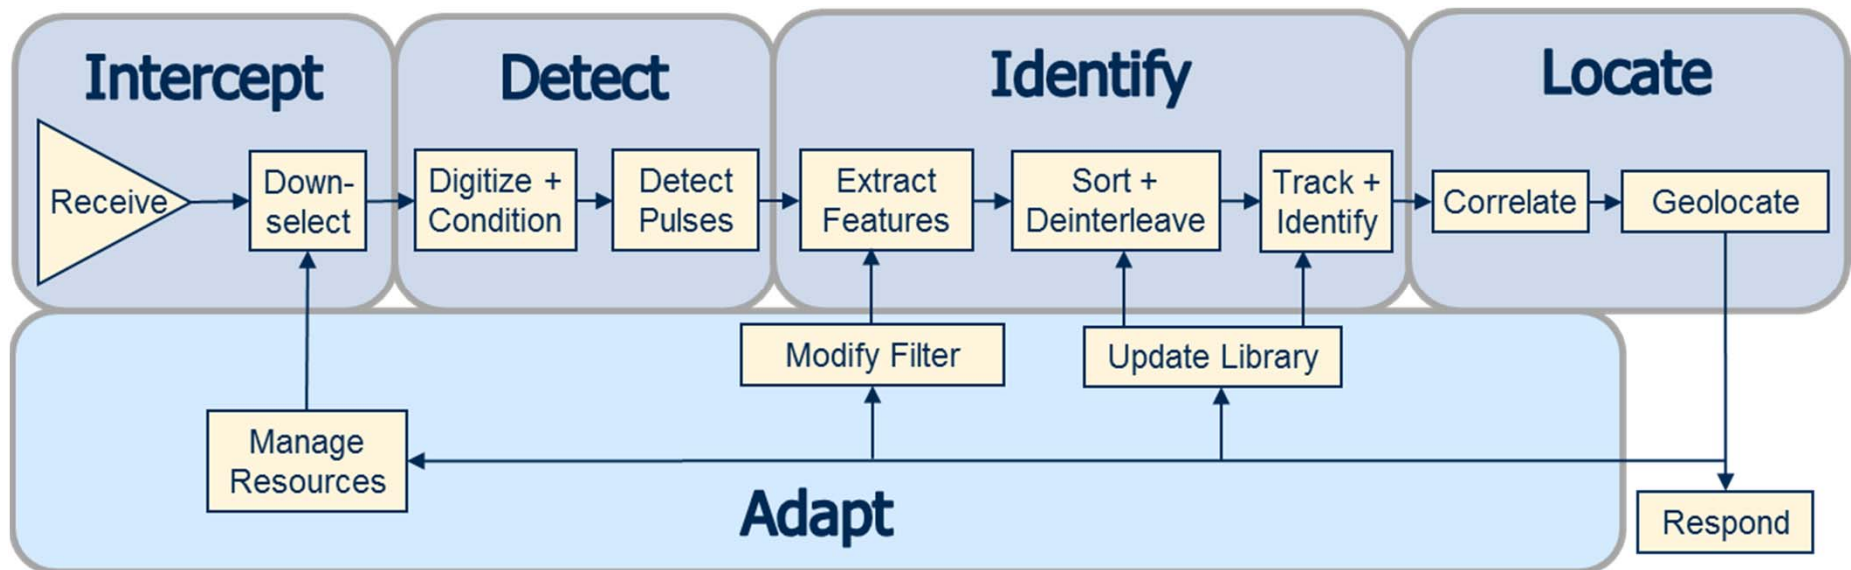 Intercept
Detect
Identify
Locate
Receive
Down-
select
Digitize +
Condition
Detect
Pulses
Extract
Features
Sort +
Deinterleave
Track +
Identify
Correlate
Geolocate
Modify Filter
Update Library
Manage
Resources
Adapt
Respond